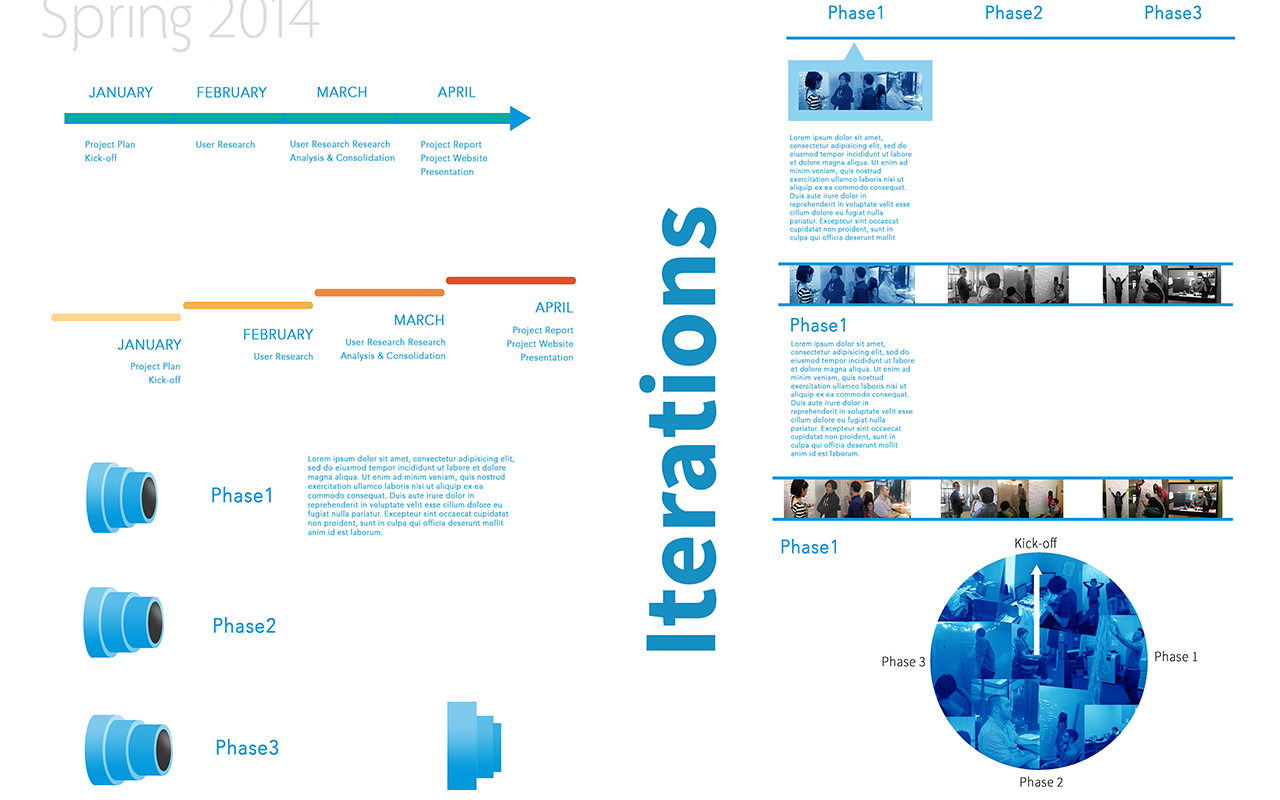 Spring 2014
JANUARY
FEBRUARY
MARCH
APRIL
Project Plan
Kick-off
User Research
User Research Research
Analysis & Consolidation
Project Report
Project Website
Presentation
JANUARY
Project Plan
Kick-off
FEBRUARY
User Research
MARCH
User Research Research
Analysis & Consolidation
APRIL
Project Report
Project Website
Presentation
Phase1
Lorem ipsum dolor sit amet, consectetur adipisicing elit,
sed do eiusmod tempor incididunt ut labore et dolore
magna aliqua. Ut enim ad minim veniam, quis nostrud
exercitation ullamco laboris nisi ut aliquip ex ea
commodo consequat. Duis aute irure dolor in
reprehenderit in voluptate velit esse cillum dolore eu
fugiat nulla pariatur. Excepteur sint occaecat cupidatat
non proident, sunt in culpa qui officia deserunt mollit
anim id est laborum.
Phase2
Phase3
Iterations
Phase1
Phase2
Phase3
Lorem ipsum dolor sit amet,
consectetur adipisicing elit, sed do
eiusmod tempor incididunt ut labore
et dolore magna aliqua. Ut enim ad
minim veniam, quis nostrud
exercitation ullamco laboris nisi ut
aliquip ex ea commodo consequat.
Duis aute irure dolor in
reprehenderit in voluptate velit esse
cillum dolore eu fugiat nulla
pariatur. Excepteur sint occaecat
cupidatat non proident, sunt in
culpa qui officia deserunt mollit
Phase1
Lorem ipsum dolor sit amet,
consectetur adipisicing elit, sed do
eiusmod tempor incididunt ut labore
et dolore magna aliqua. Ut enim ad
minim veniam, quis nostrud
exercitation ullamco laboris nisi ut
aliquip ex ea commodo consequat.
Duis aute irure dolor in
reprehenderit in voluptate velit esse
cillum dolore eu fugiat nulla
pariatur. Excepteur sint occaecat
cupidatat non proident, sunt in
culpa qui officia deserunt mollit
anim id est laborum.
Phase1
Kick-off
Phase 3
Phase 1
Phase 2